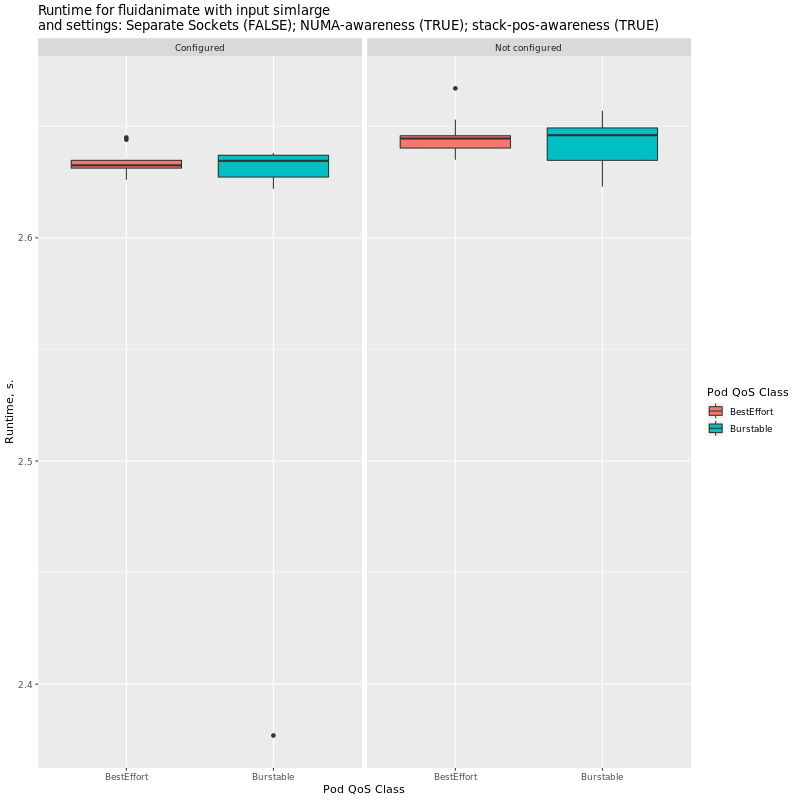 Runtime for fluidanimate with input simlarge
and settings: Separate Sockets (FALSE); NUMA-awareness (TRUE); stack-pos-awareness (TRUE)
Configured
Not configured
2.6
2.5
2.4
Runtime, s.
BestEffort
Burstable
BestEffort
Burstable
Pod QoS Class
Pod QoS Class
BestEffort
Burstable